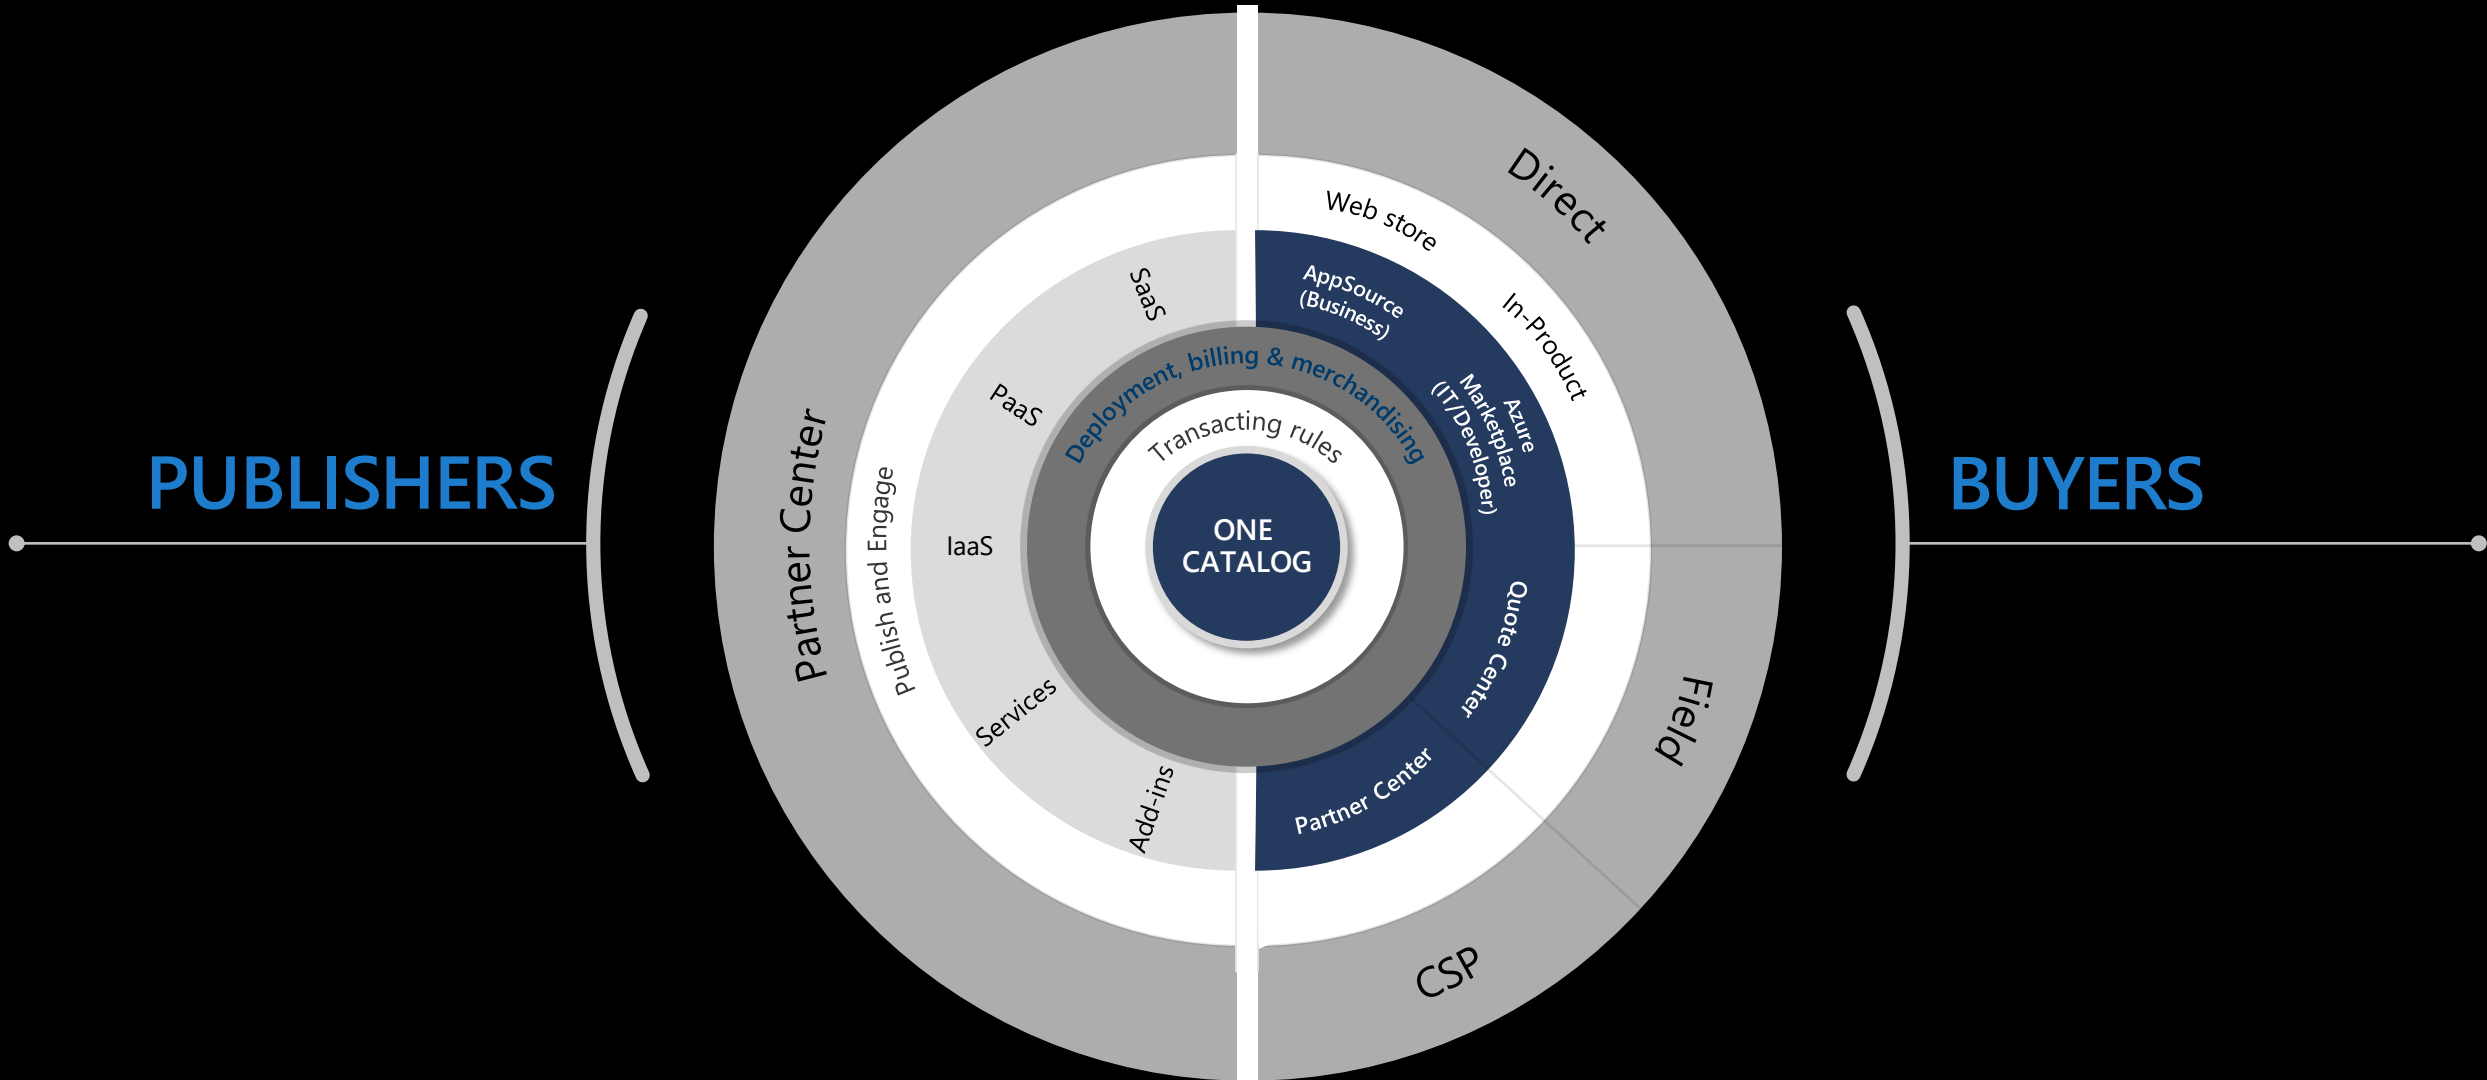 PUBLISHERS
Partner Center
Publish and Engage
SaaS
PaaS
IaaS
Services
Add-ins
Deployment, billing & merchandising
Transacting rules
ONE
CATALOG
Direct
Web store
In-Product
AppSource
(Business)
Azure
Marketplace
(IT/Developer)
Quote Center
Partner Center
Field
CSP
BUYERS